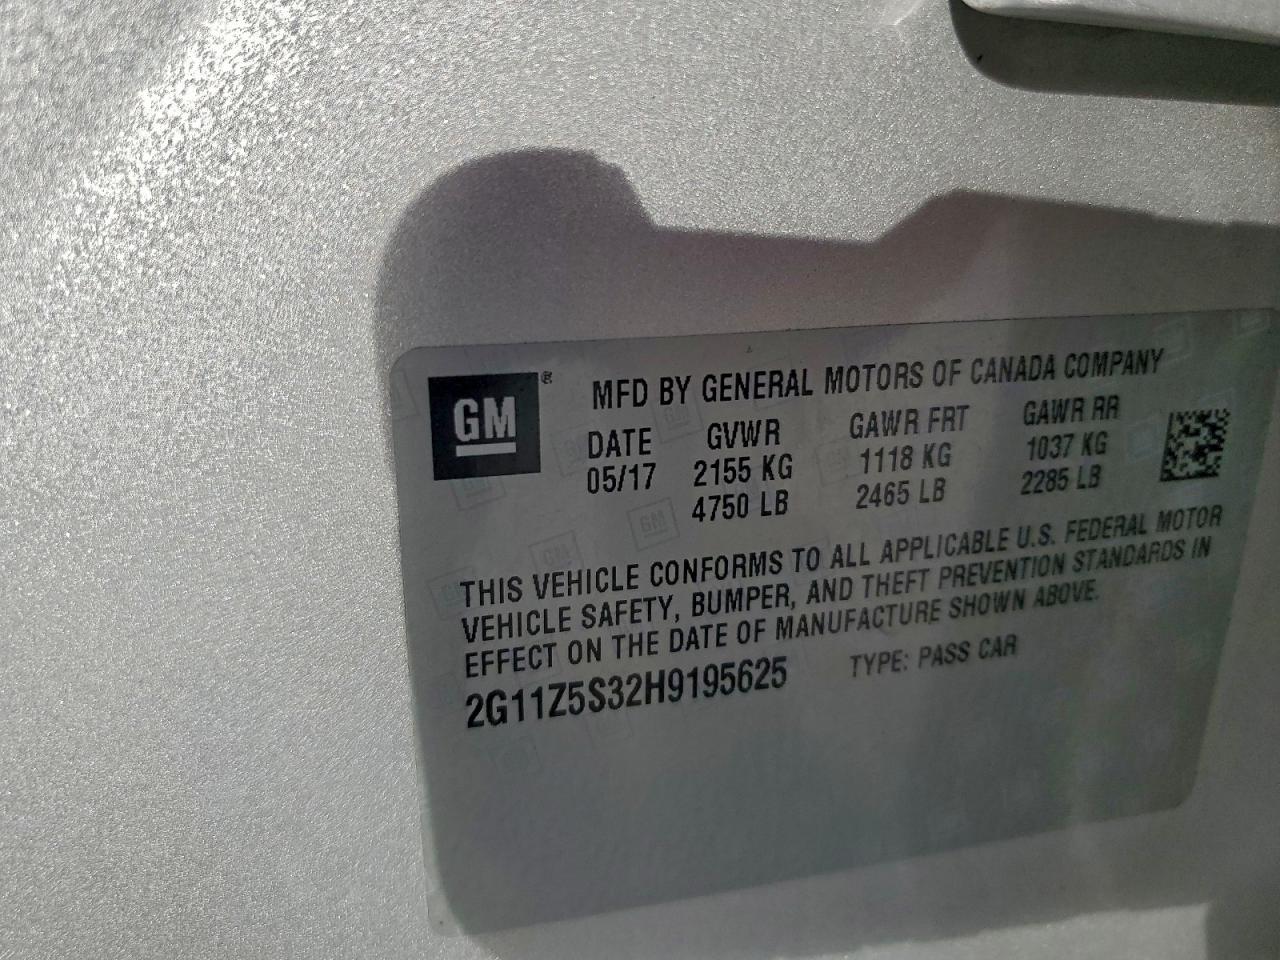 GM®
MFD BY GENERAL MOTORS OF CANADA COMPANY
DATE GVWR GAWR FRT GAWR RR
05/17 2155 KG 1118 KG 1037 KG
4750 LB 2465 LB 2285 LB
THIS VEHICLE CONFORMS TO ALL APPLICABLE U.S. FEDERAL MOTOR
VEHICLE SAFETY, BUMPER, AND THEFT PREVENTION STANDARDS IN
EFFECT ON THE DATE OF MANUFACTURE SHOWN ABOVE.
2G11Z5S32H9195625 TYPE: PASS CAR